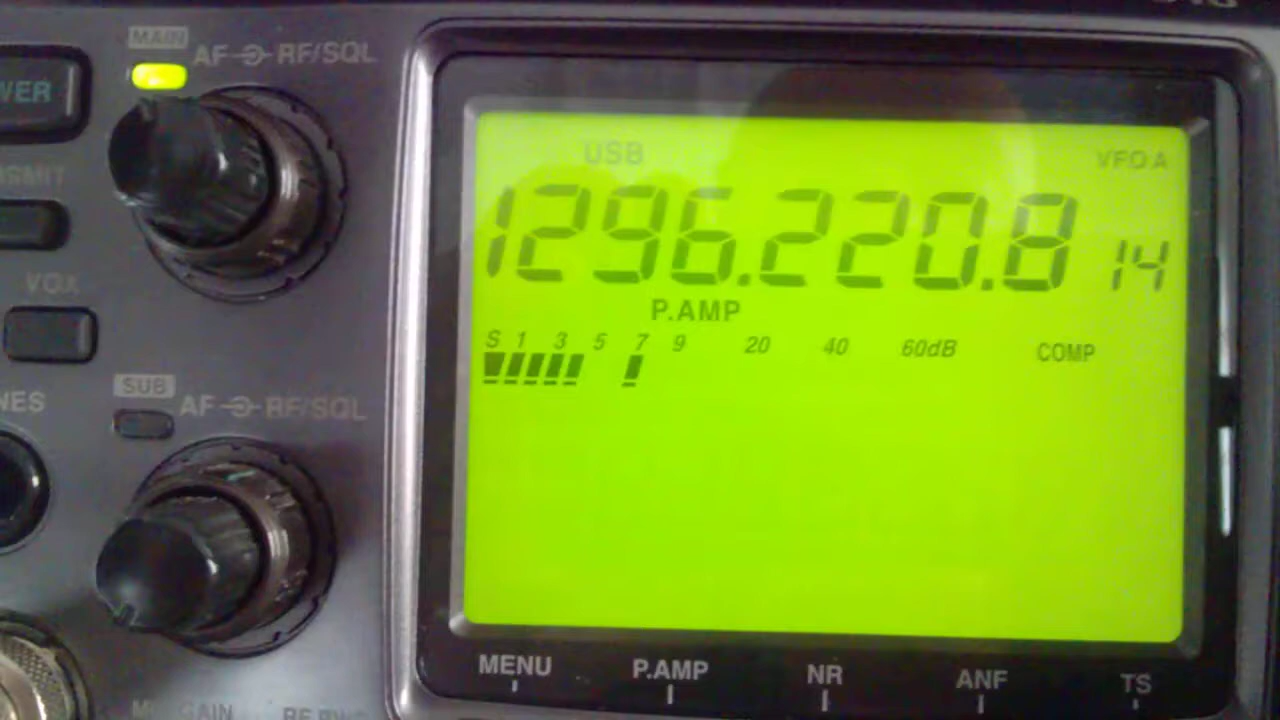 MAIN
AF RF/SQL
WER
USB
VFO A
1296.220.8 14
VOX
P.AMP
S 1 3 5 7 9 20 40 60dB COMP
SUB
AF RF/SQL
NES
MENU P.AMP NR ANF TS